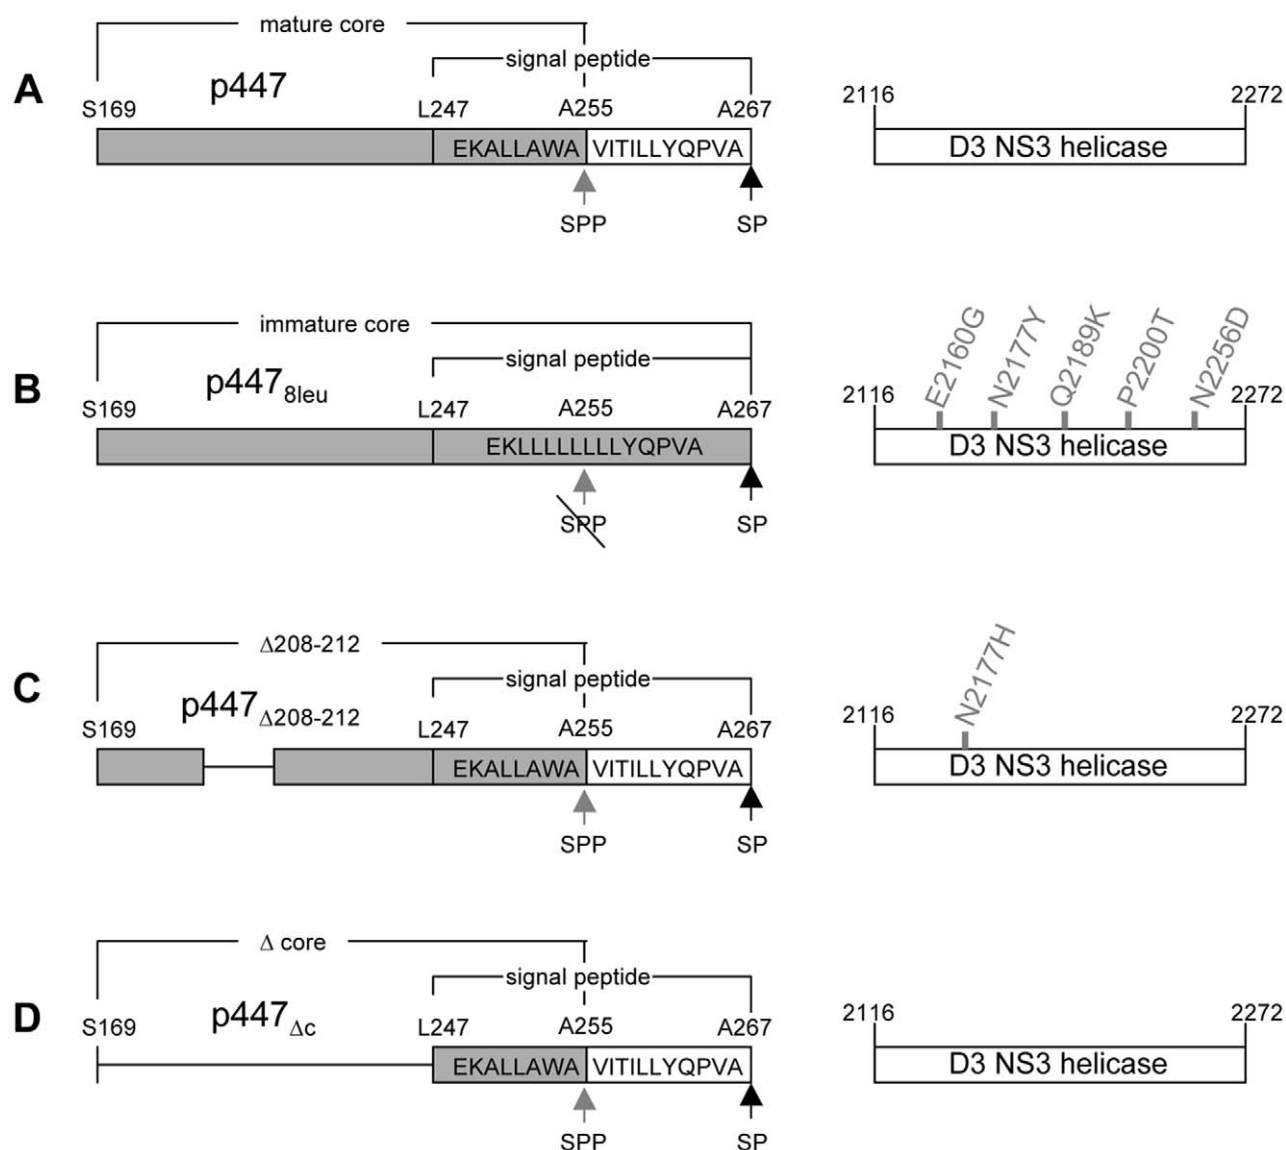 A
mature core
signal peptide
p447
S169 L247 A255 A267
EKALLAWA VITILLYQPVA
SPP SP
2116 2272
D3 NS3 helicase
B
immature core
signal peptide
p447 8leu
S169 L247 A255 A267
EKLLLLLLLLYQPVA
SPP SP
E2160G N2177Y Q2189K P2200T N2256D
2116 2272
D3 NS3 helicase
C
Δ208-212
signal peptide
p447 Δ208-212
S169 L247 A255 A267
EKALLAWA VITILLYQPVA
SPP SP
N2177H
2116 2272
D3 NS3 helicase
D
Δ core
signal peptide
p447 Δc
S169 L247 A255 A267
EKALLAWA VITILLYQPVA
SPP SP
2116 2272
D3 NS3 helicase